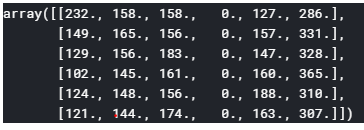 array([[232., 158., 158.,   0., 127., 286.],
       [149., 165., 156.,   0., 157., 331.],
       [129., 156., 183.,   0., 147., 328.],
       [102., 145., 161.,   0., 160., 365.],
       [124., 148., 156.,   0., 188., 310.],
       [121., 144., 174.,   0., 163., 307.]])